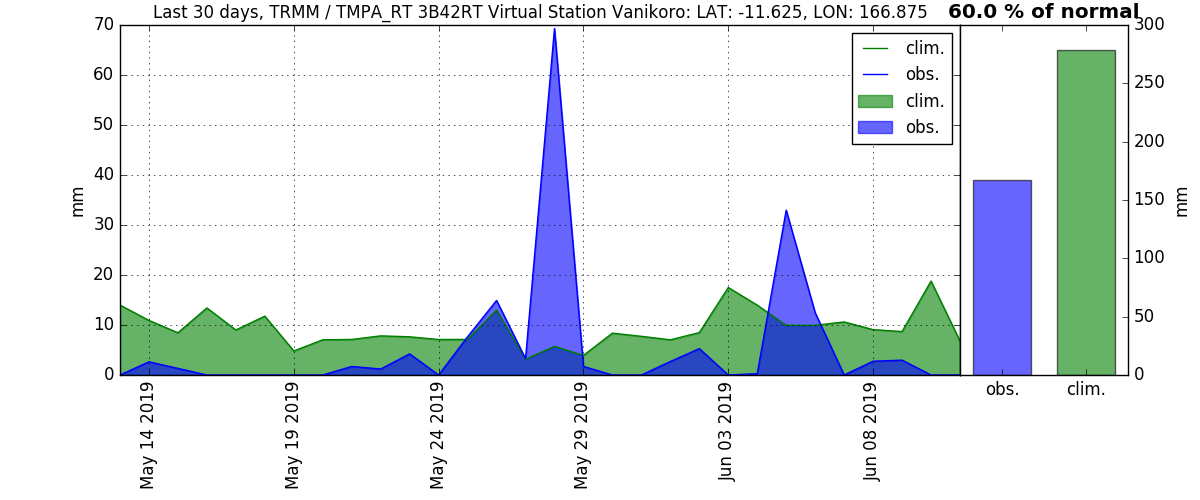 Last 30 days, TRMM / TMPA_RT 3B42RT Virtual Station Vanikoro: LAT: -11.625, LON: 166.875
60.0 % of normal
70
60
50
40
30
20
10
0
mm
clim.
obs.
clim.
obs.
May 14 2019
May 19 2019
May 24 2019
May 29 2019
Jun 03 2019
Jun 08 2019
300
250
200
150
100
50
0
mm
obs.
clim.